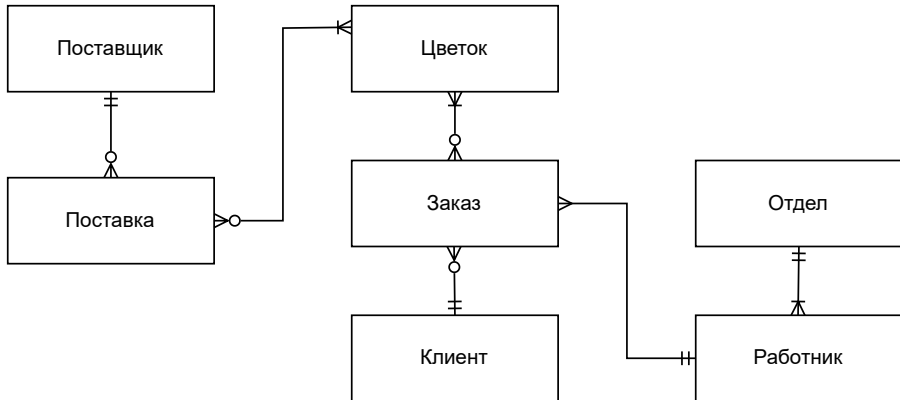 Поставщик
Цветок
Поставка
Заказ
Отдел
Клиент
Работник